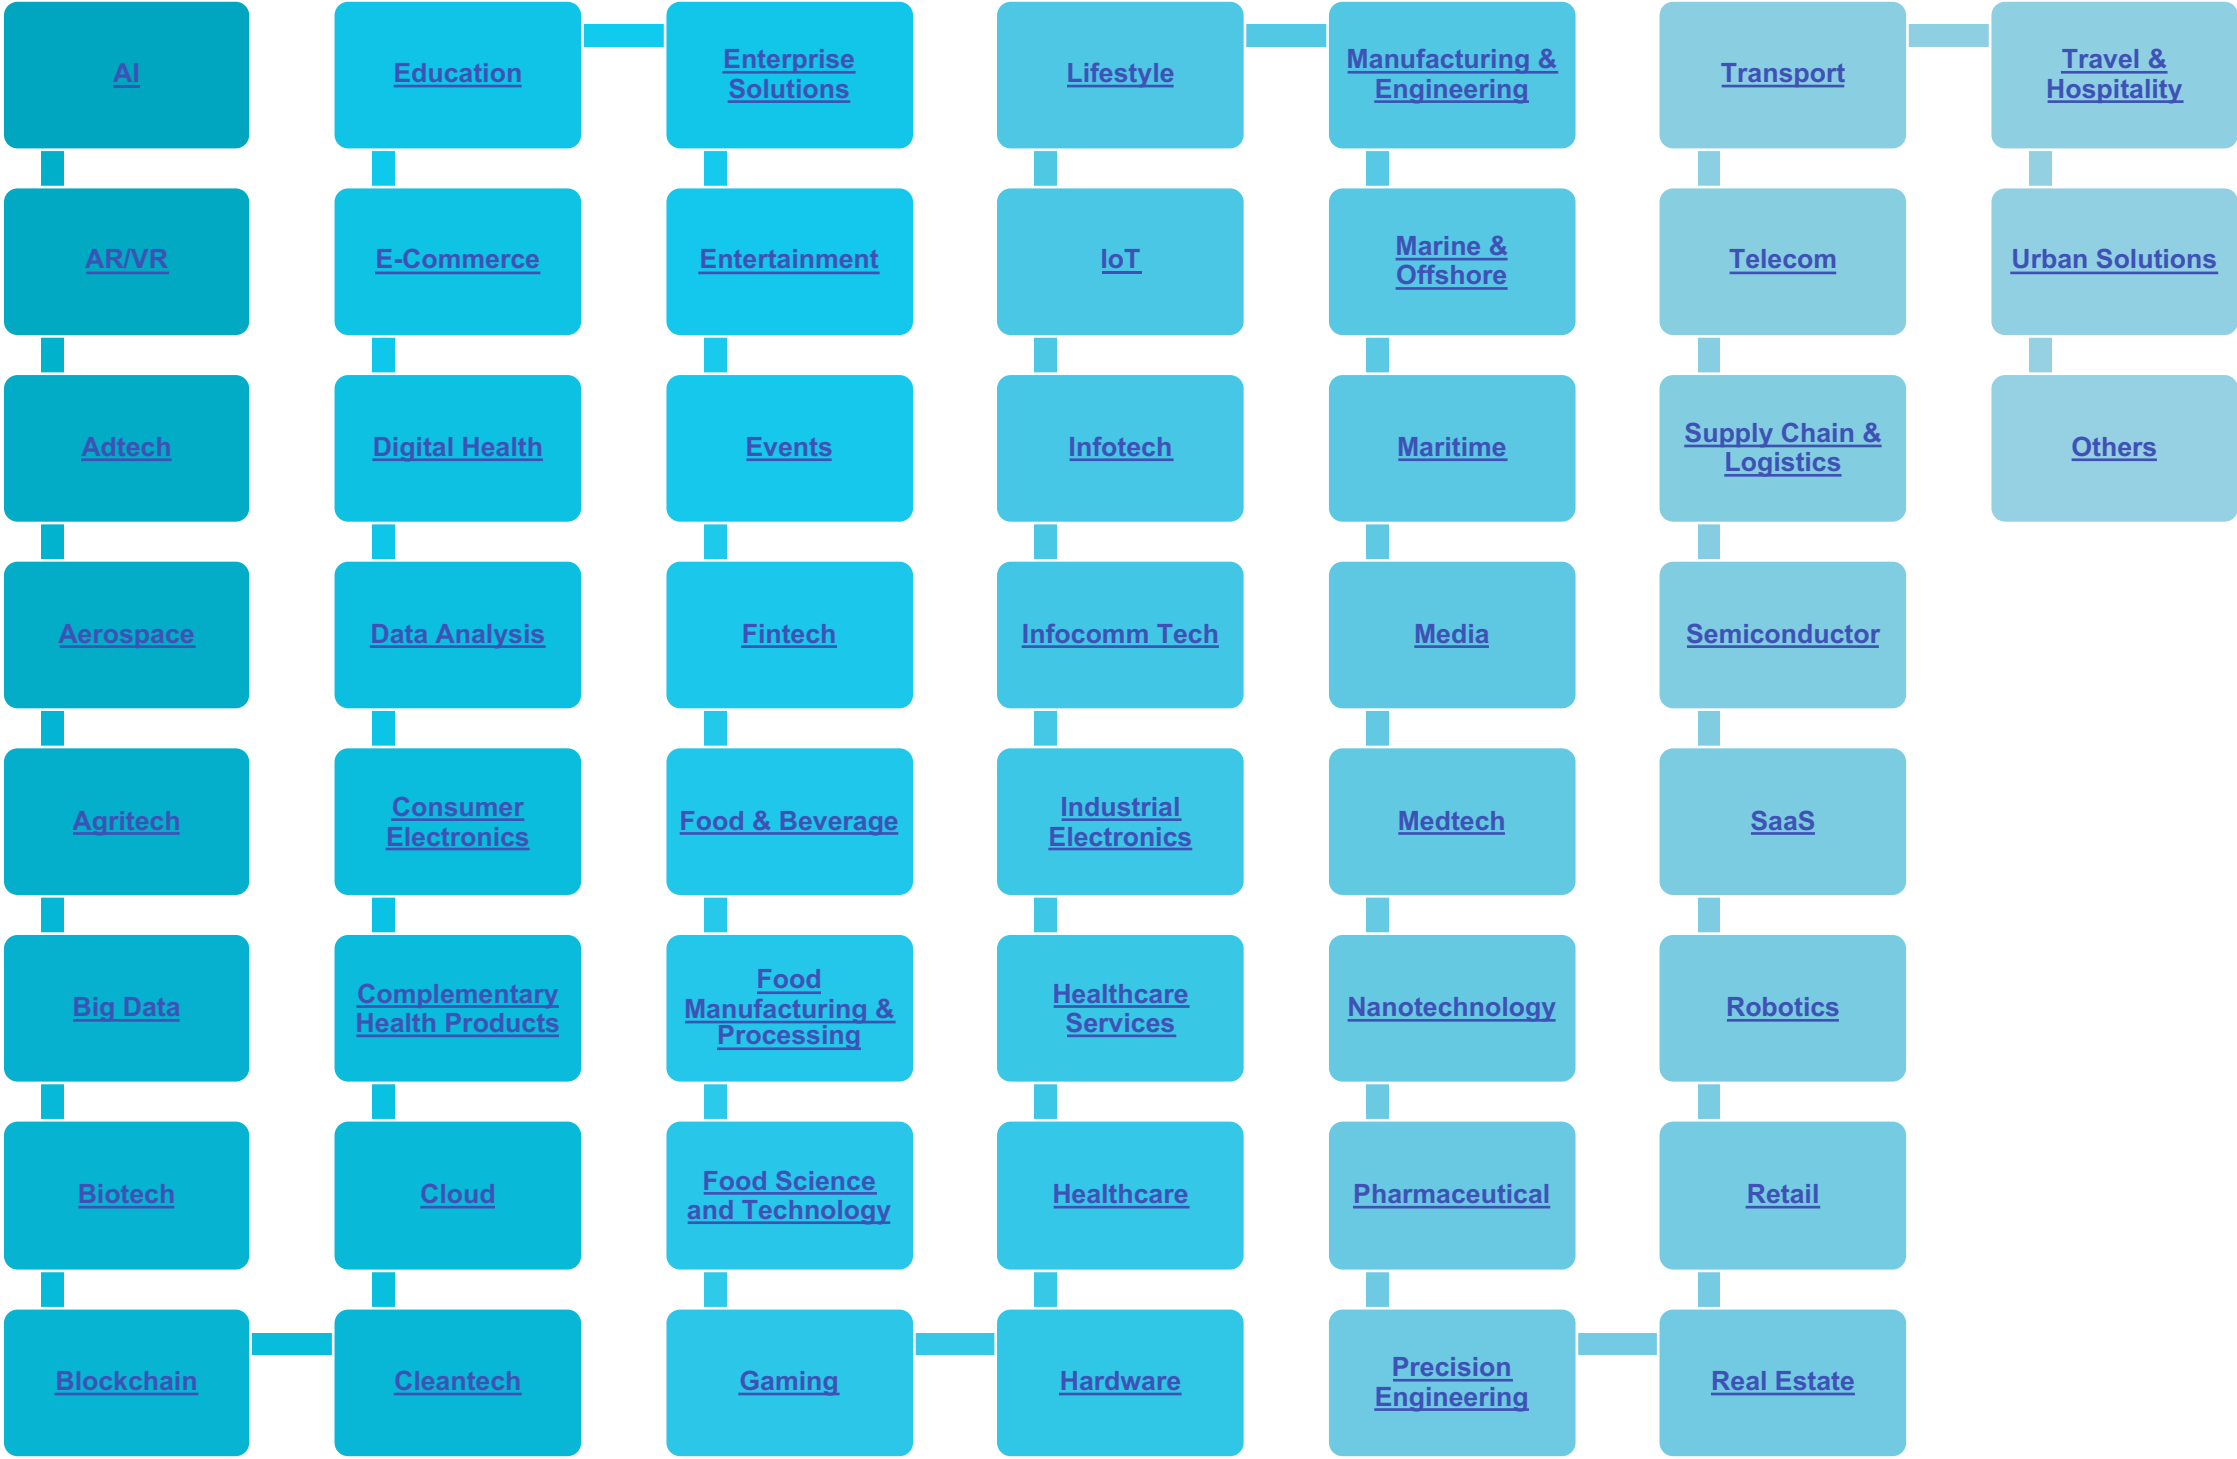 AI
AR/VR
Adtech
Aerospace
Agritech
Big Data
Biotech
Blockchain
Cleantech
Cloud
Complementary
Health Products
Consumer
Electronics
Data Analysis
Digital Health
E-Commerce
Education
Enterprise
Solutions
Entertainment
Events
Fintech
Food & Beverage
Food
Manufacturing &
Processing
Food Science
and Technology
Gaming
Hardware
Healthcare
Healthcare
Services
Industrial
Electronics
Infocomm Tech
Infotech
IoT
Lifestyle
Manufacturing &
Engineering
Marine &
Offshore
Maritime
Media
Medtech
Nanotechnology
Pharmaceutical
Precision
Engineering
Real Estate
Retail
Robotics
SaaS
Semiconductor
Supply Chain &
Logistics
Telecom
Transport
Travel &
Hospitality
Urban Solutions
Others